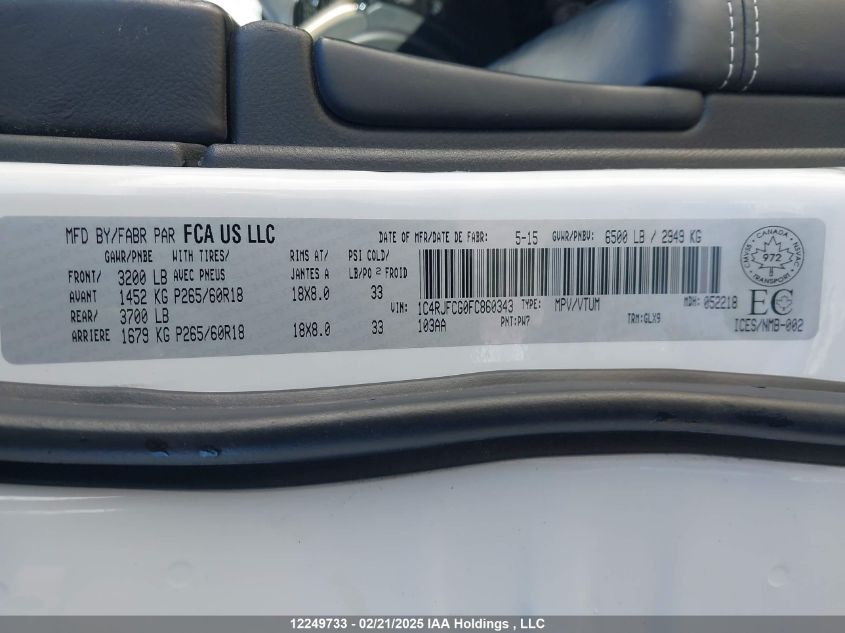 MFD BY/FABR PAR FCA US LLC DATE OF MFR/DATE DE FABR: 5-15 GVWR/PNBV: 6500 LB / 2949 KG
GAWR/PNBE WITH TIRES/ RIMS AT/ PSI COLD/
FRONT/ 3200 LB AVEC PNEUS JANTES A LB/PO 2 FROID
AVANT 1452 KG P265/60R18 18X8.0 33
VIN: 1C4RJFCG0FC860343 TYPE: MPV/VTUM MDH: 052218
REAR/ 3700 LB 103AA PNT:PW7 TRM:GLX9
ARRIERE 1679 KG P265/60R18 18X8.0 33
CMVSS CANADA NSVAC
972
TRANSPORT
EC
ICES/NMB-002
12249733 - 02/21/2025 IAA Holdings , LLC